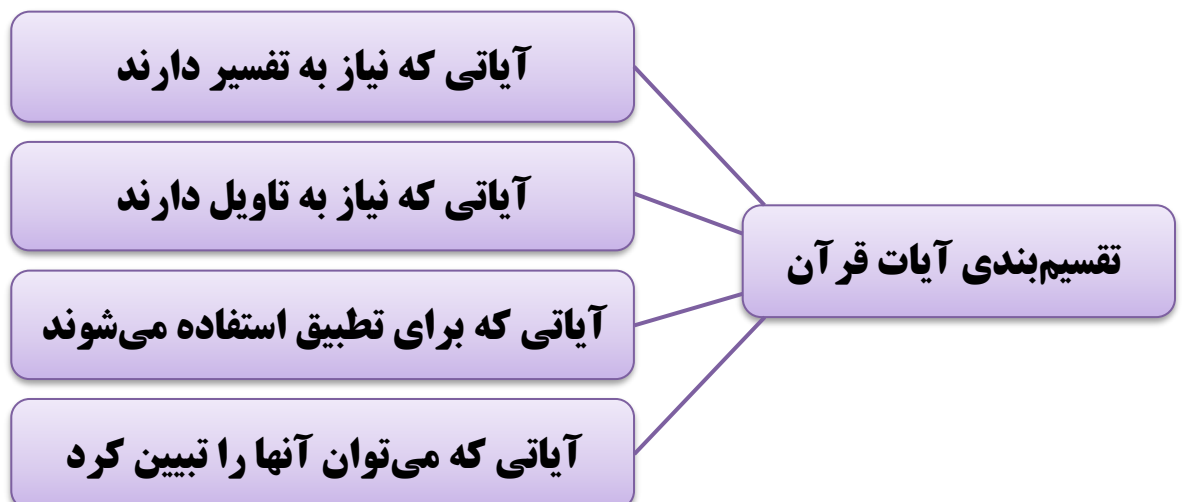 تقسیم‌بندی آیات قرآن
آیاتی که نیاز به تفسیر دارند
آیاتی که نیاز به تاویل دارند
آیاتی که برای تطبیق استفاده می‌شوند
آیاتی که می‌توان آنها را تبیین کرد